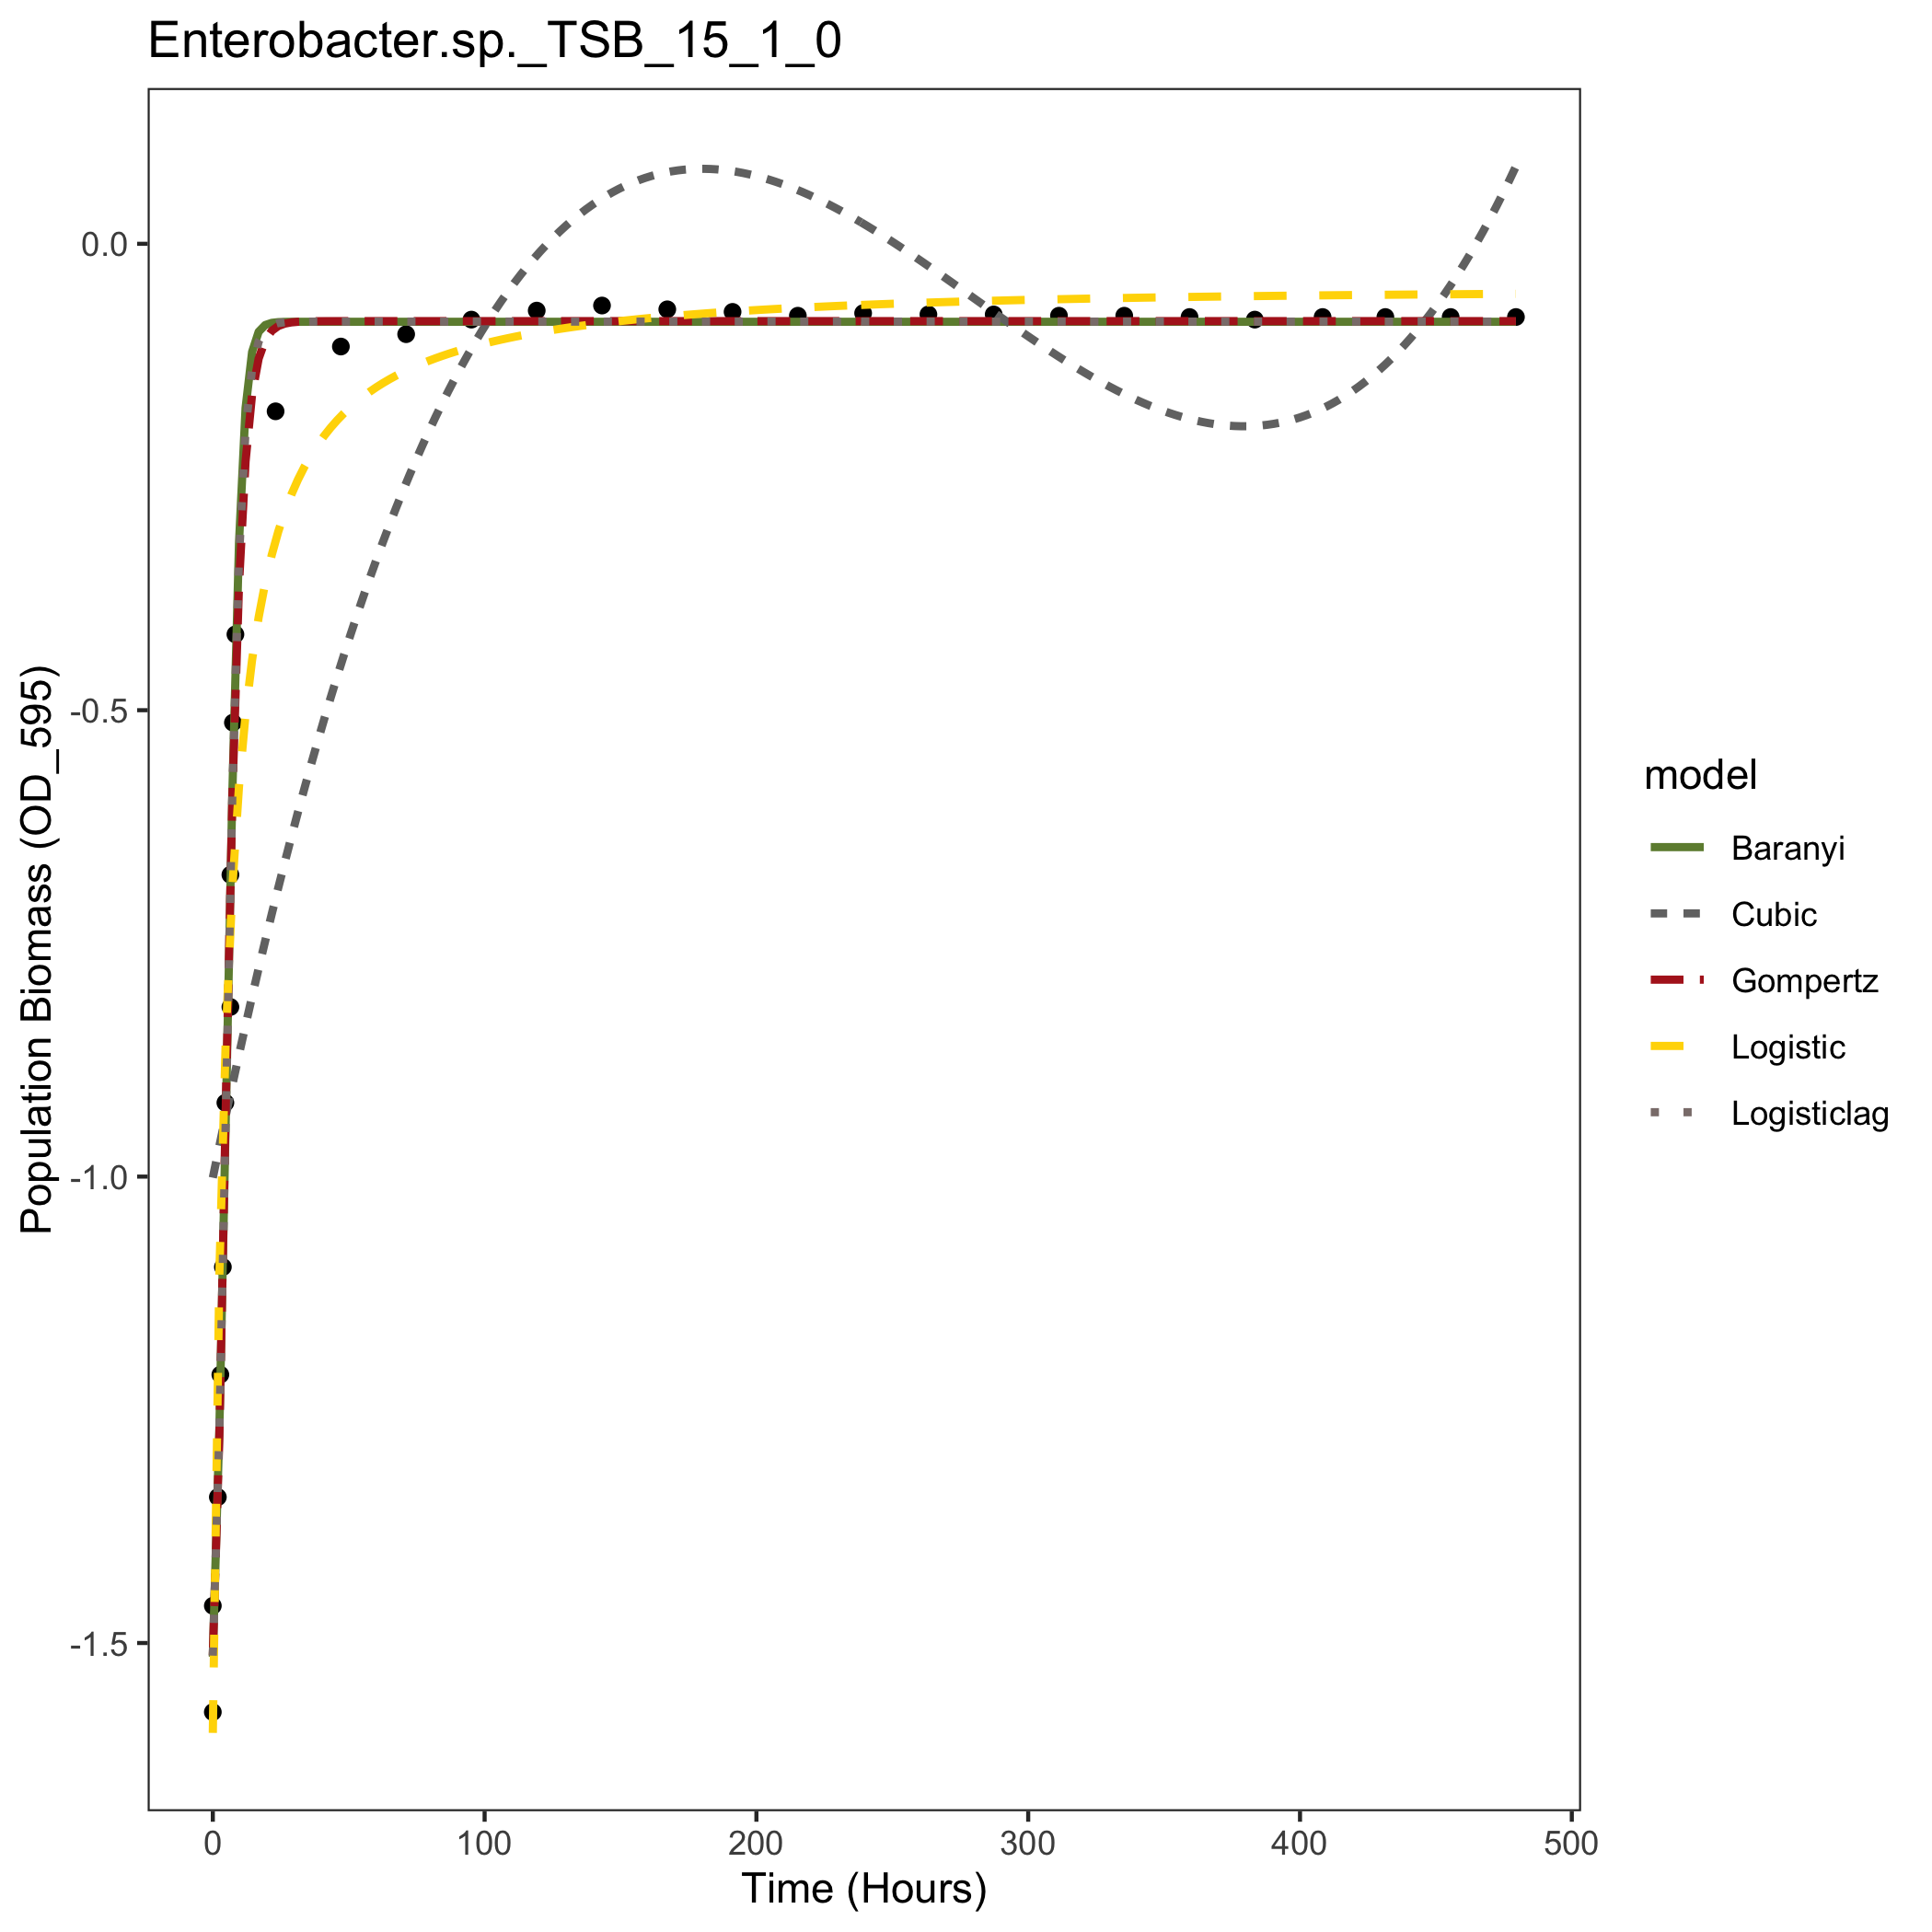 Enterobacter.sp._TSB_15_1_0
0.0
-0.5
-1.0
-1.5
Population Biomass (OD_595)
0 100 200 300 400 500
Time (Hours)
model
Baranyi
Cubic
Gompertz
Logistic
Logisticlag